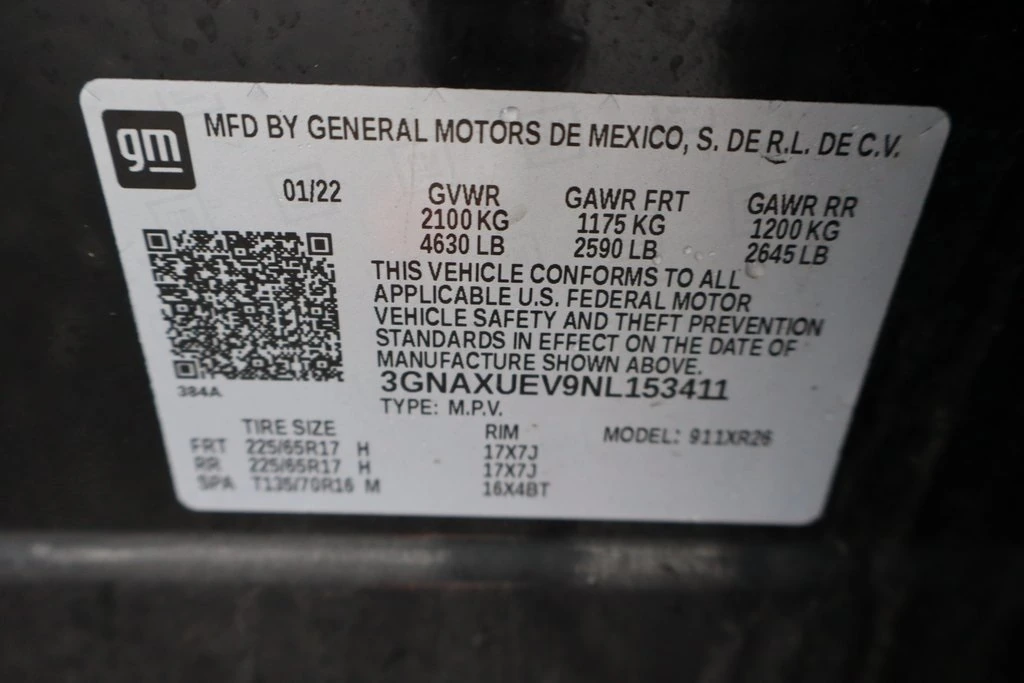 gm
MFD BY GENERAL MOTORS DE MEXICO, S. DE R.L. DE C.V.
01/22 GVWR GAWR FRT GAWR RR
2100 KG 1175 KG 1200 KG
4630 LB 2590 LB 2645 LB
THIS VEHICLE CONFORMS TO ALL
APPLICABLE U.S. FEDERAL MOTOR
VEHICLE SAFETY AND THEFT PREVENTION
STANDARDS IN EFFECT ON THE DATE OF
MANUFACTURE SHOWN ABOVE.
384A
3GNAXUEV9NL153411
TYPE: M.P.V.
TIRE SIZE RIM MODEL: 911XR26
FRT 225/65R17 H 17X7J
RR 225/65R17 H 17X7J
SPA T135/70R16 M 16X4BT